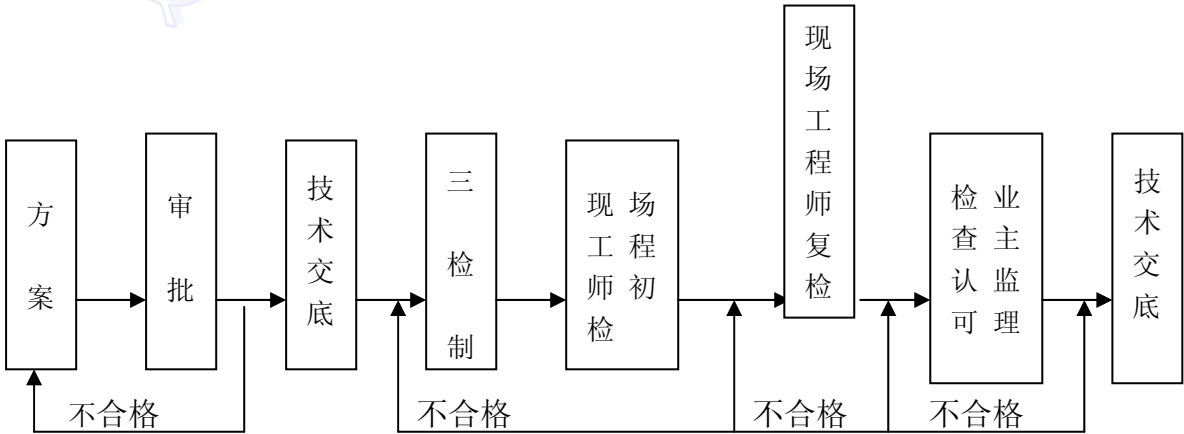 方案
审批
技术交底
三检制
现场
工程
师初
检
现场工程师复检
检业
查主
认监
可理
技术交底
不合格
不合格
不合格
不合格